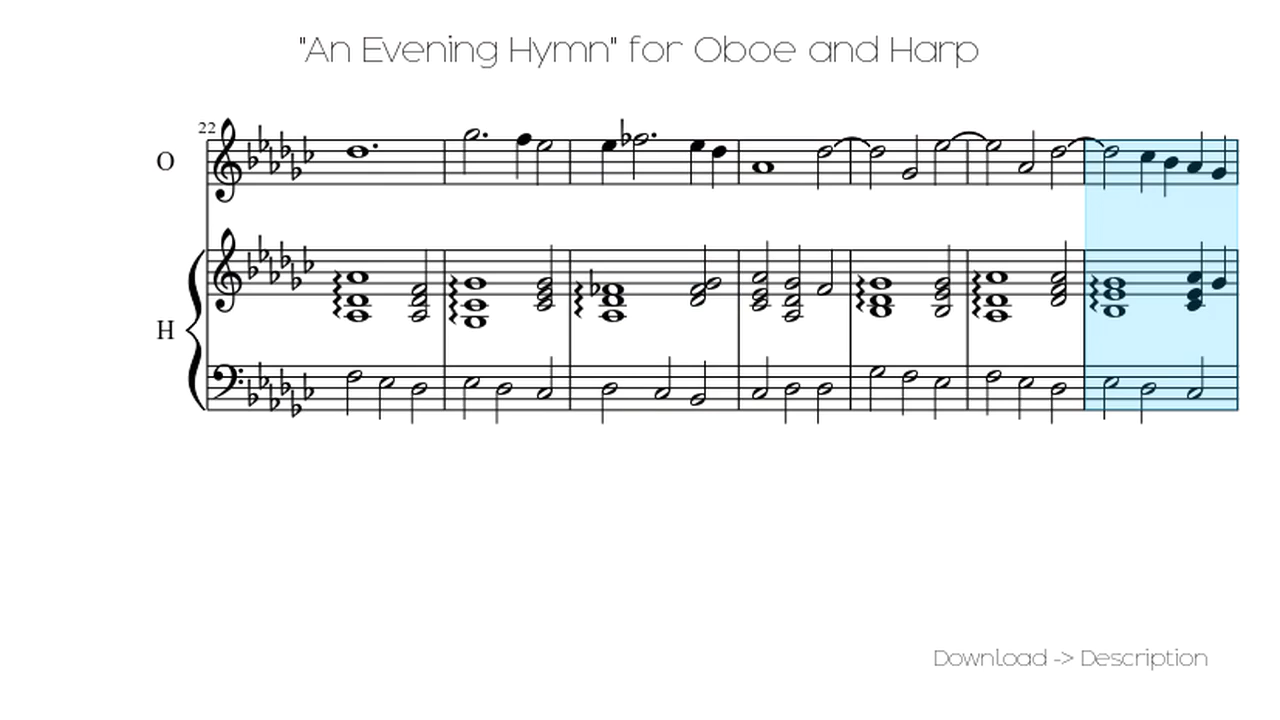 "An Evening Hymn" for Oboe and Harp
22
O
H
Download -> Description